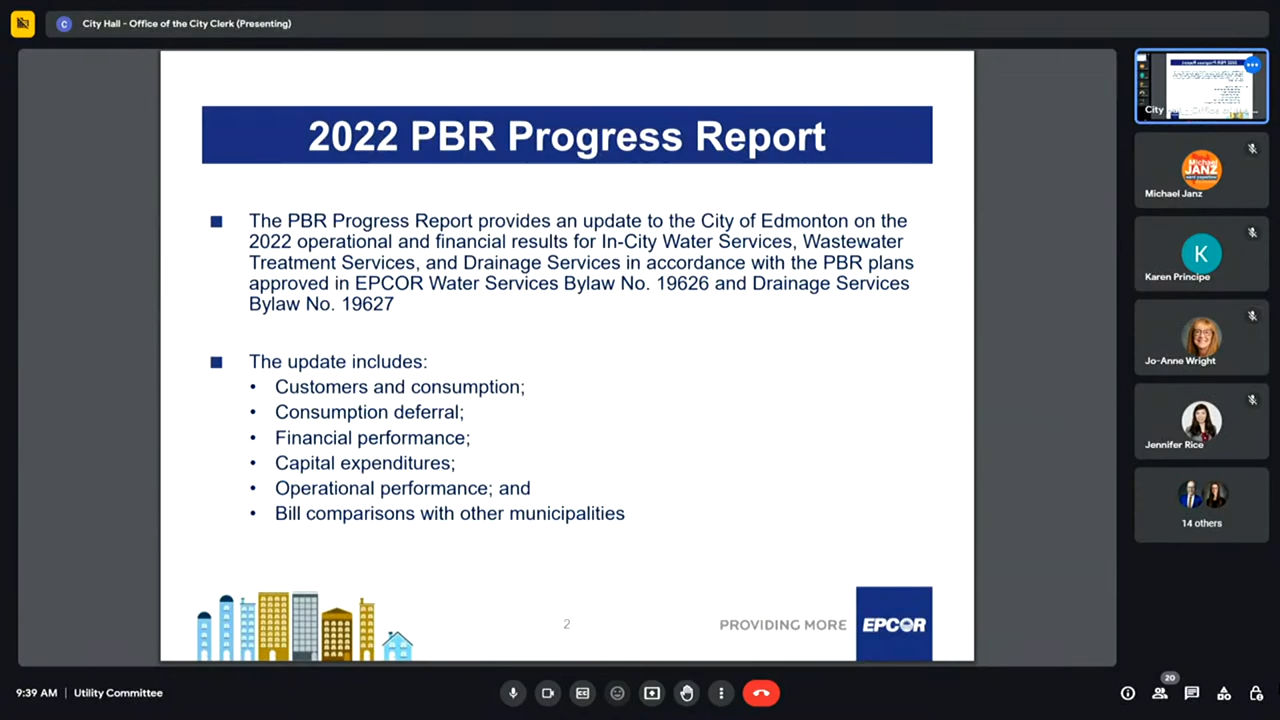 City Hall - Office of the City Clerk (Presenting)
2022 PBR Progress Report
The PBR Progress Report provides an update to the City of Edmonton on the
2022 operational and financial results for In-City Water Services, Wastewater
Treatment Services, and Drainage Services in accordance with the PBR plans
approved in EPCOR Water Services Bylaw No. 19626 and Drainage Services
Bylaw No. 19627
The update includes:
• Customers and consumption;
• Consumption deferral;
• Financial performance;
• Capital expenditures;
• Operational performance; and
• Bill comparisons with other municipalities
2
PROVIDING MORE
EPCOR
City
Michael
JANZ
Michael Janz
K
Karen Principe
Jo-Anne Wright
Jennifer Rice
14 others
9:39 AM | Utility Committee
20